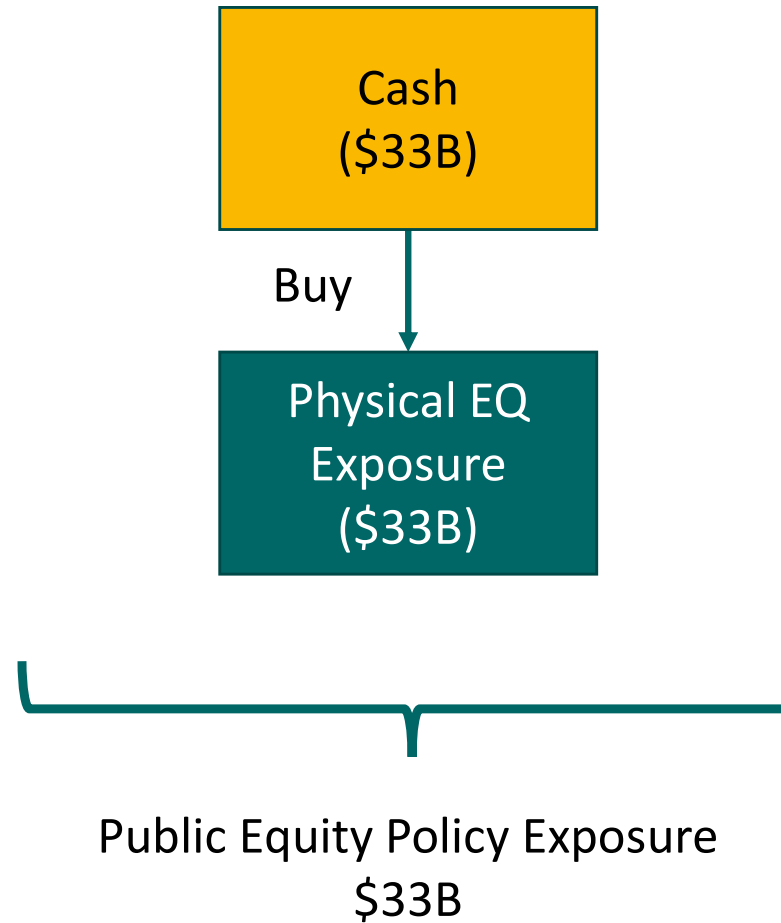 Cash
($33B)
Buy
Physical EQ
Exposure
($33B)
Public Equity Policy Exposure
$33B